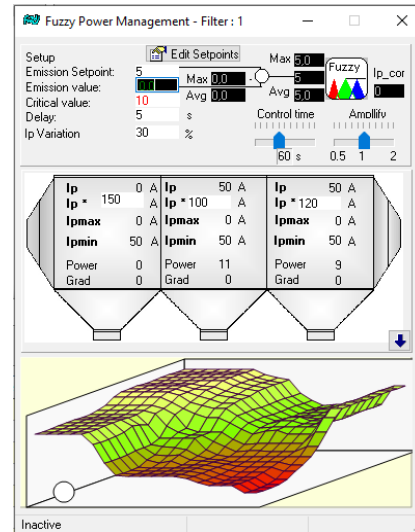 Fuzzy Power Management - Filter : 1
Setup
Edit Setpoints
Emission Setpoint: 5
Emission value: 0,0
Critical value: 10
Delay: 5 s
Ip Variation 30 %
Max 0,0 - Max 5,0
5
Avg 0,0 Avg 5,0
Fuzzy
Ip_cor
0
Control time
60 s
Amplify
0.5 1 2
Ip 0 A Ip 50 A Ip 50 A
Ip * 150 A Ip * 100 A Ip * 120 A
Ipmax 0 A Ipmax 0 A Ipmax 0 A
Ipmin 50 A Ipmin 50 A Ipmin 50 A
Power 0 Power 11 Power 9
Grad 0 Grad 0 Grad 0
Inactive